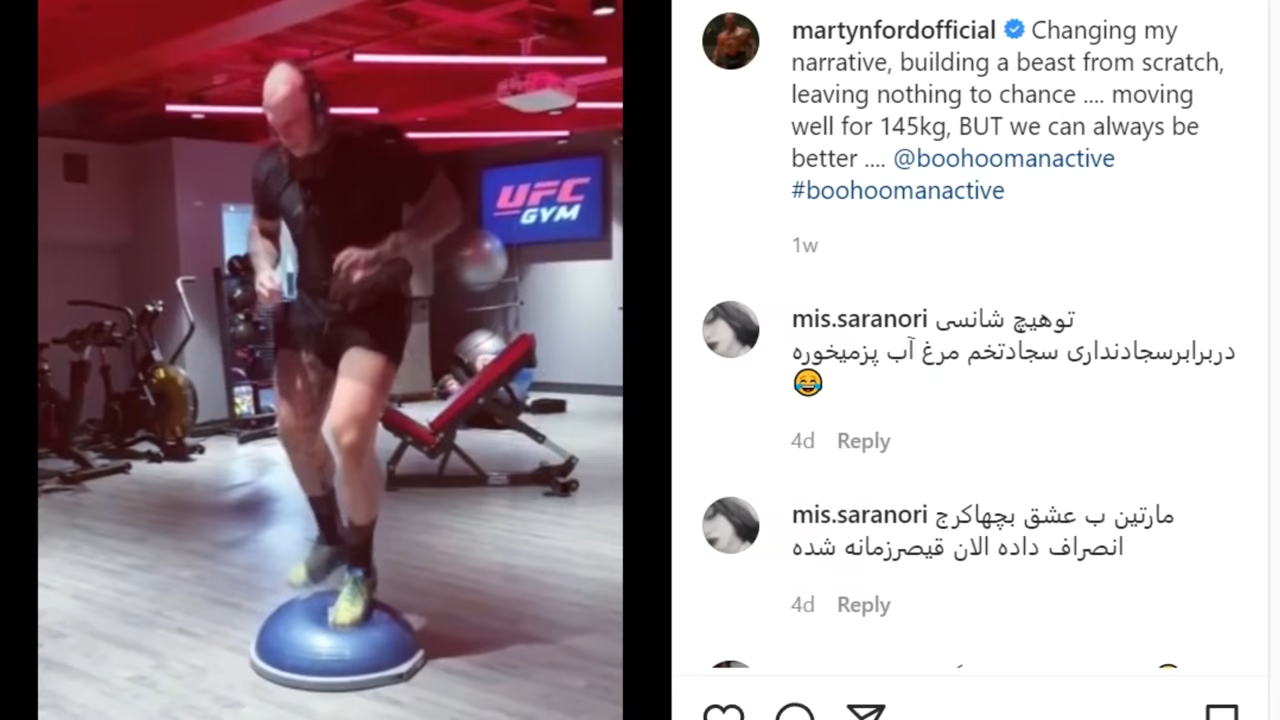 UFC
GYM
martynfordofficial Changing my
narrative, building a beast from scratch,
leaving nothing to chance .... moving
well for 145kg, BUT we can always be
better .... @boohoomanactive
#boohoomanactive
1w
mis.saranori توهیچ شانسی
دربرابرسجادنداری سجادتخم مرغ آب پزمیخوره
😂
4d Reply
mis.saranori مارتین ب عشق بچهاکرج
انصراف داده الان قیصرزمانه شده
4d Reply